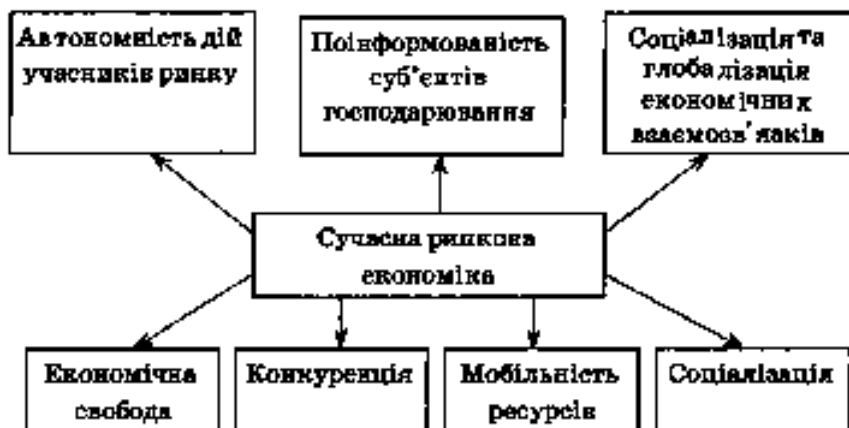 Автономність дій
учасників ринку
Поінформованість
суб'єктів
господарювання
Соціалізація та
глобалізація
економічних
взаємозв'язків
Сучасна ринкова
економіка
Економічна
свобода
Конкуренція
Мобільність
ресурсів
Соціалізація